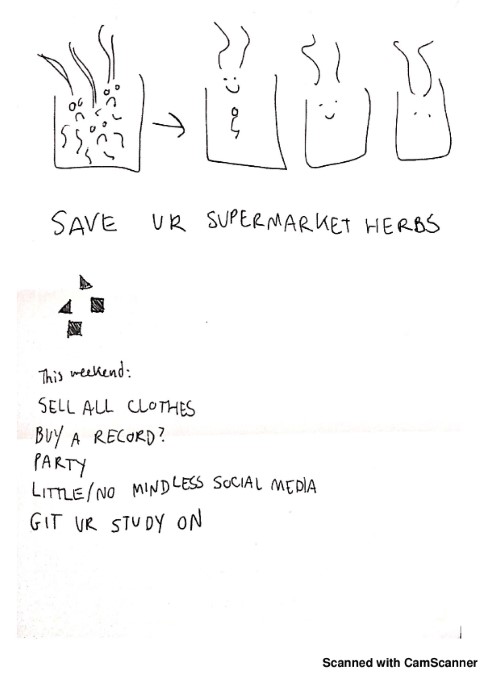 SAVE UR SUPERMARKET HERBS
This weekend:
SELL ALL CLOTHES
BUY A RECORD?
PARTY
LITTLE/NO MINDLESS SOCIAL MEDIA
GIT UR STUDY ON
Scanned with CamScanner